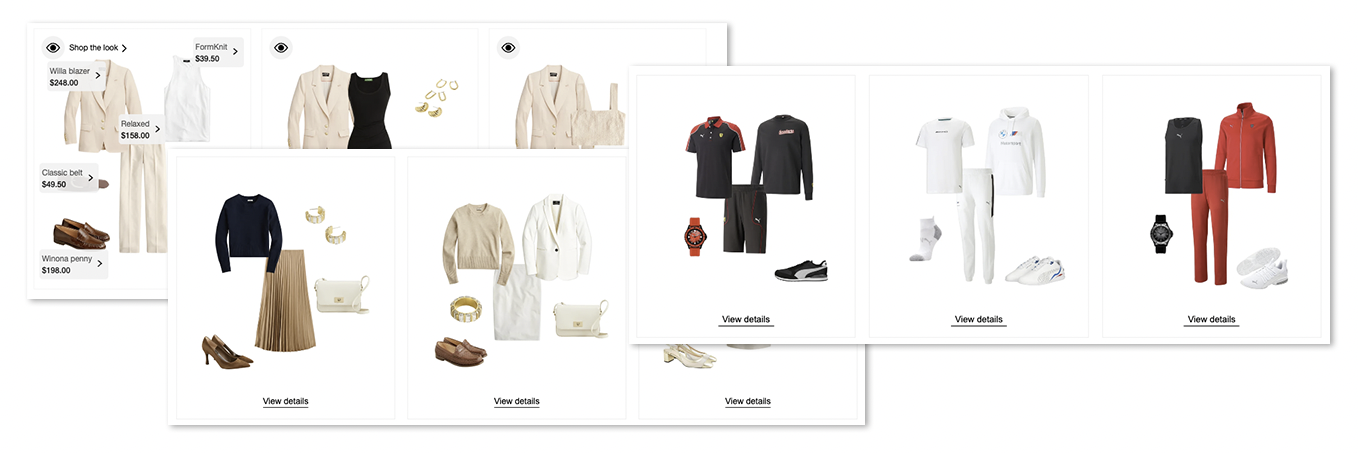 Shop the look
FormKnit
$39.50
Willa blazer
$248.00
Relaxed
$158.00
Classic belt
$49.50
Winona penny
$198.00
View details
View details
View details
View details
View details
View details